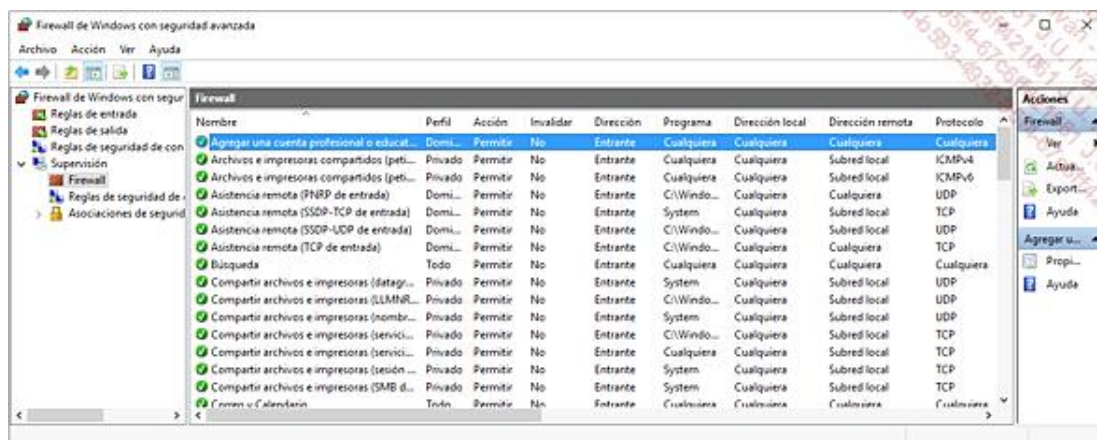 Firewall de Windows con seguridad avanzada
Archivo Acción Ver Ayuda
Firewall de Windows con segur
Reglas de entrada
Reglas de salida
Reglas de seguridad de con
Supervisión
Firewall
Reglas de seguridad de
Asociaciones de segurid
Firewall
Nombre Perfil Acción Invalidar Dirección Programa Dirección local Dirección remota Protocolo
Agregar una cuenta profesional o educat... Domi... Permitir No Entrante Cualquiera Cualquiera Cualquiera Cualquiera
Archivos e impresoras compartidos (peti... Privado Permitir No Entrante Cualquiera Cualquiera Subred local ICMPv4
Archivos e impresoras compartidos (peti... Privado Permitir No Entrante Cualquiera Cualquiera Subred local ICMPv6
Asistencia remota (PNRP de entrada) Domi... Permitir No Entrante C:\Windo... Cualquiera Cualquiera UDP
Asistencia remota (SSDP-TCP de entrada) Domi... Permitir No Entrante System Cualquiera Subred local TCP
Asistencia remota (SSDP-UDP de entrada) Domi... Permitir No Entrante C:\Windo... Cualquiera Subred local UDP
Asistencia remota (TCP de entrada) Domi... Permitir No Entrante C:\Windo... Cualquiera Cualquiera TCP
Búsqueda Todo Permitir No Entrante Cualquiera Cualquiera Cualquiera Cualquiera
Compartir archivos e impresoras (datagr... Privado Permitir No Entrante System Cualquiera Subred local UDP
Compartir archivos e impresoras (LLMNR... Privado Permitir No Entrante C:\Windo... Cualquiera Subred local UDP
Compartir archivos e impresoras (nombr... Privado Permitir No Entrante System Cualquiera Subred local UDP
Compartir archivos e impresoras (servici... Privado Permitir No Entrante C:\Windo... Cualquiera Subred local TCP
Compartir archivos e impresoras (servici... Privado Permitir No Entrante Cualquiera Cualquiera Subred local TCP
Compartir archivos e impresoras (sesión ... Privado Permitir No Entrante System Cualquiera Subred local TCP
Compartir archivos e impresoras (SMB d... Privado Permitir No Entrante System Cualquiera Subred local TCP
Correo y Calendario Todo Permitir No Entrante Cualquiera Cualquiera Cualquiera Cualquiera
Acciones
Firewall
Ver
Actua...
Export...
Ayuda
Agregar u...
Propi...
Ayuda